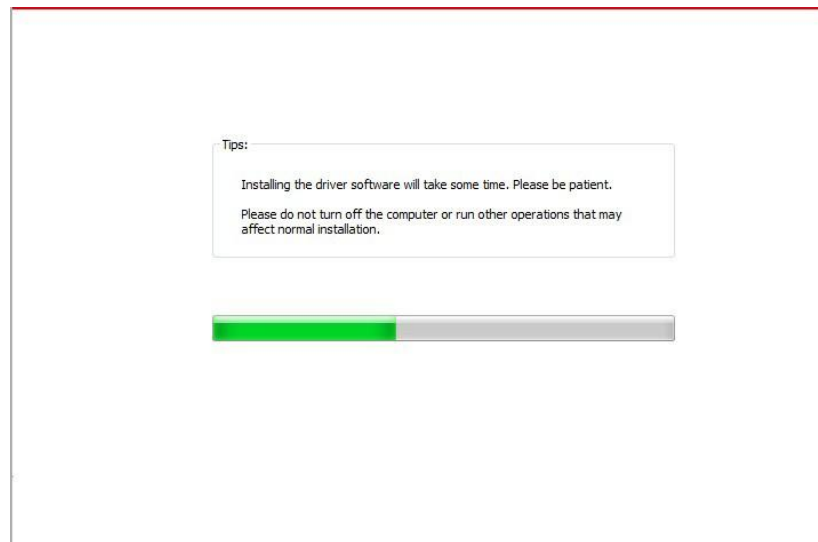 Tips:
Installing the driver software will take some time. Please be patient.
Please do not turn off the computer or run other operations that may
affect normal installation.